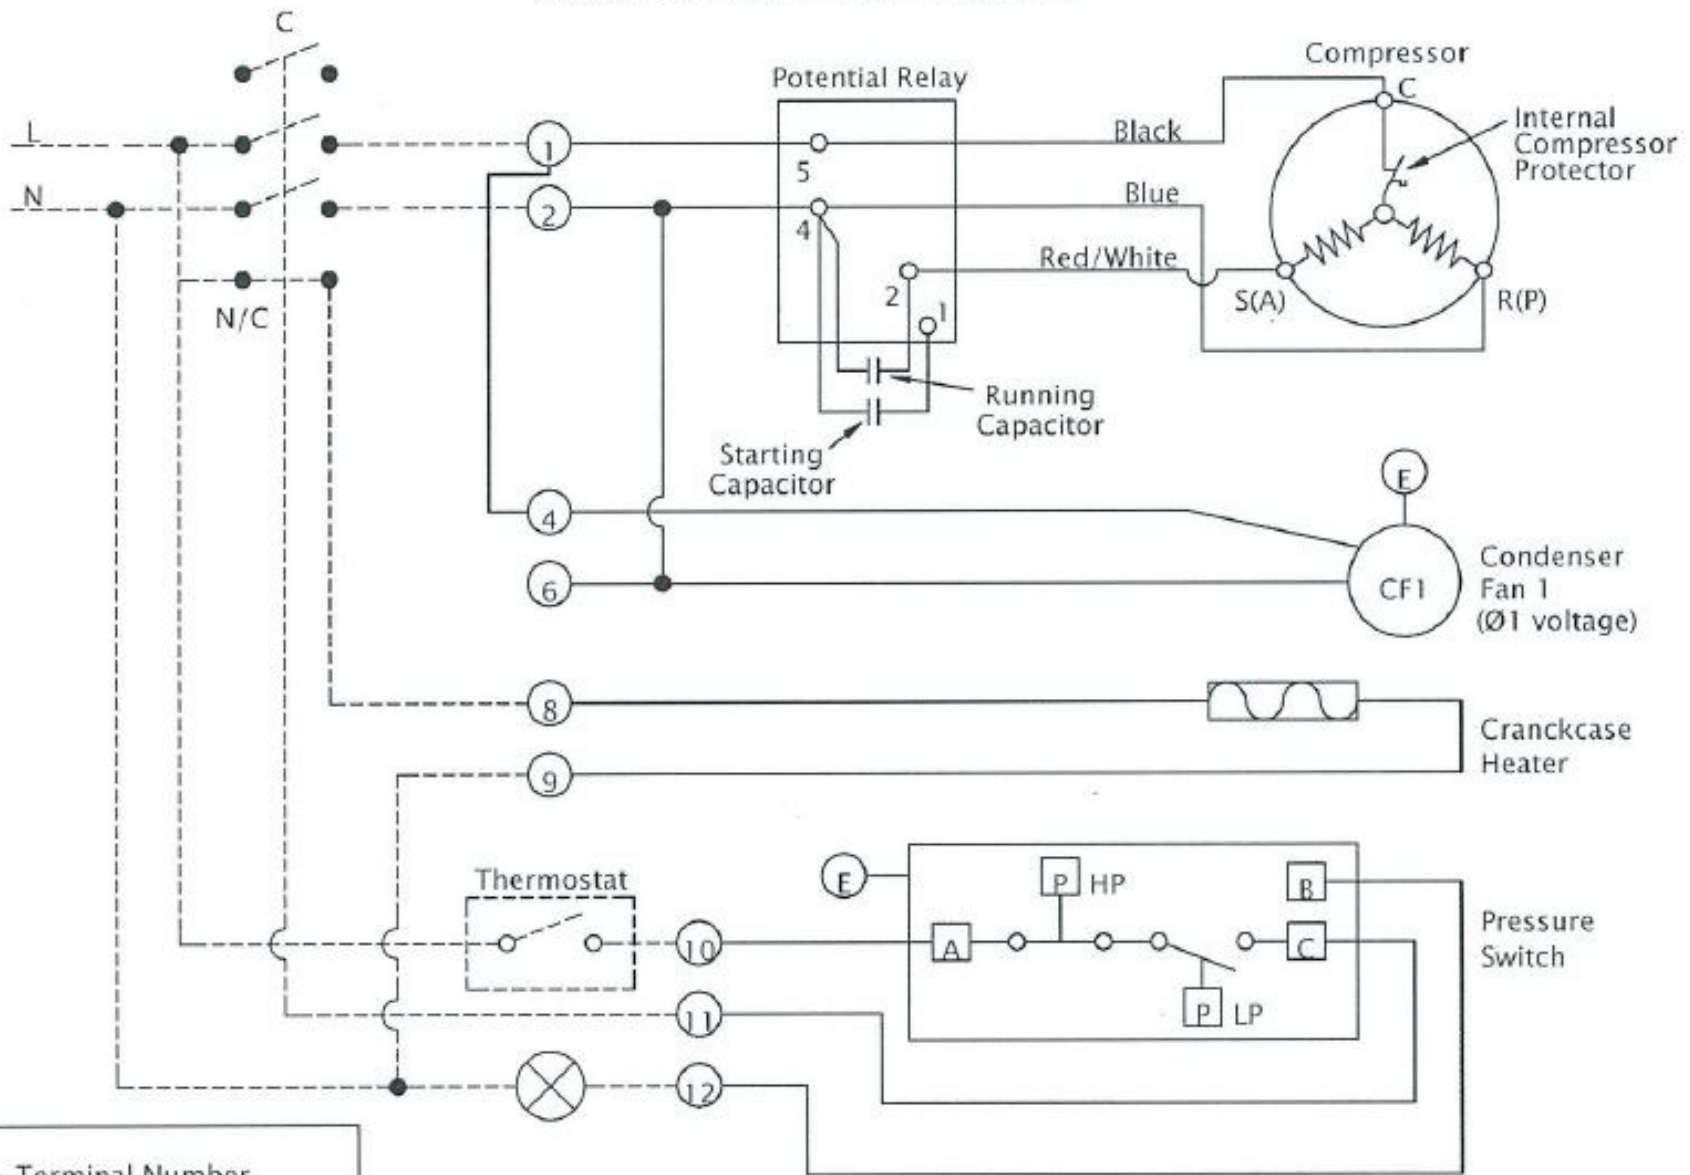 C
L
N
N/C
Potential Relay
5
4
2
1
Black
Blue
Red/White
Compressor
C
Internal
Compressor
Protector
S(A)
R(P)
Running
Capacitor
Starting
Capacitor
1
2
4
6
8
9
10
11
12
E
CF1
Condenser
Fan 1
(Ø1 voltage)
Cranckcase
Heater
Thermostat
E
P HP
A
B
C
P LP
Pressure
Switch
Terminal Number